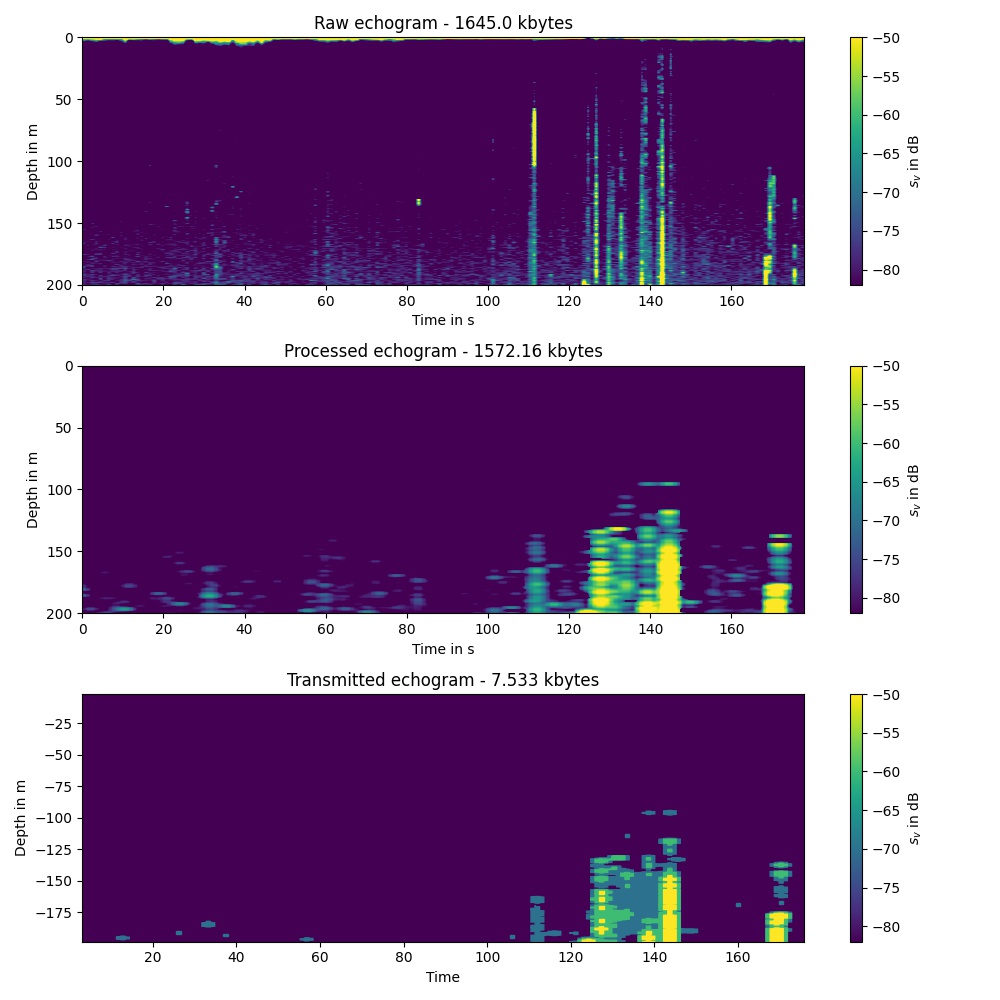 Raw echogram - 1645.0 kbytes
0
50
100
150
200
Depth in m
0 20 40 60 80 100 120 140 160
Time in s
−50
−55
−60
−65
−70
−75
−80
s_v in dB
Processed echogram - 1572.16 kbytes
0
50
100
150
200
Depth in m
0 20 40 60 80 100 120 140 160
Time in s
−50
−55
−60
−65
−70
−75
−80
s_v in dB
Transmitted echogram - 7.533 kbytes
−25
−50
−75
−100
−125
−150
−175
Depth in m
20 40 60 80 100 120 140 160
Time
−50
−55
−60
−65
−70
−75
−80
s_v in dB